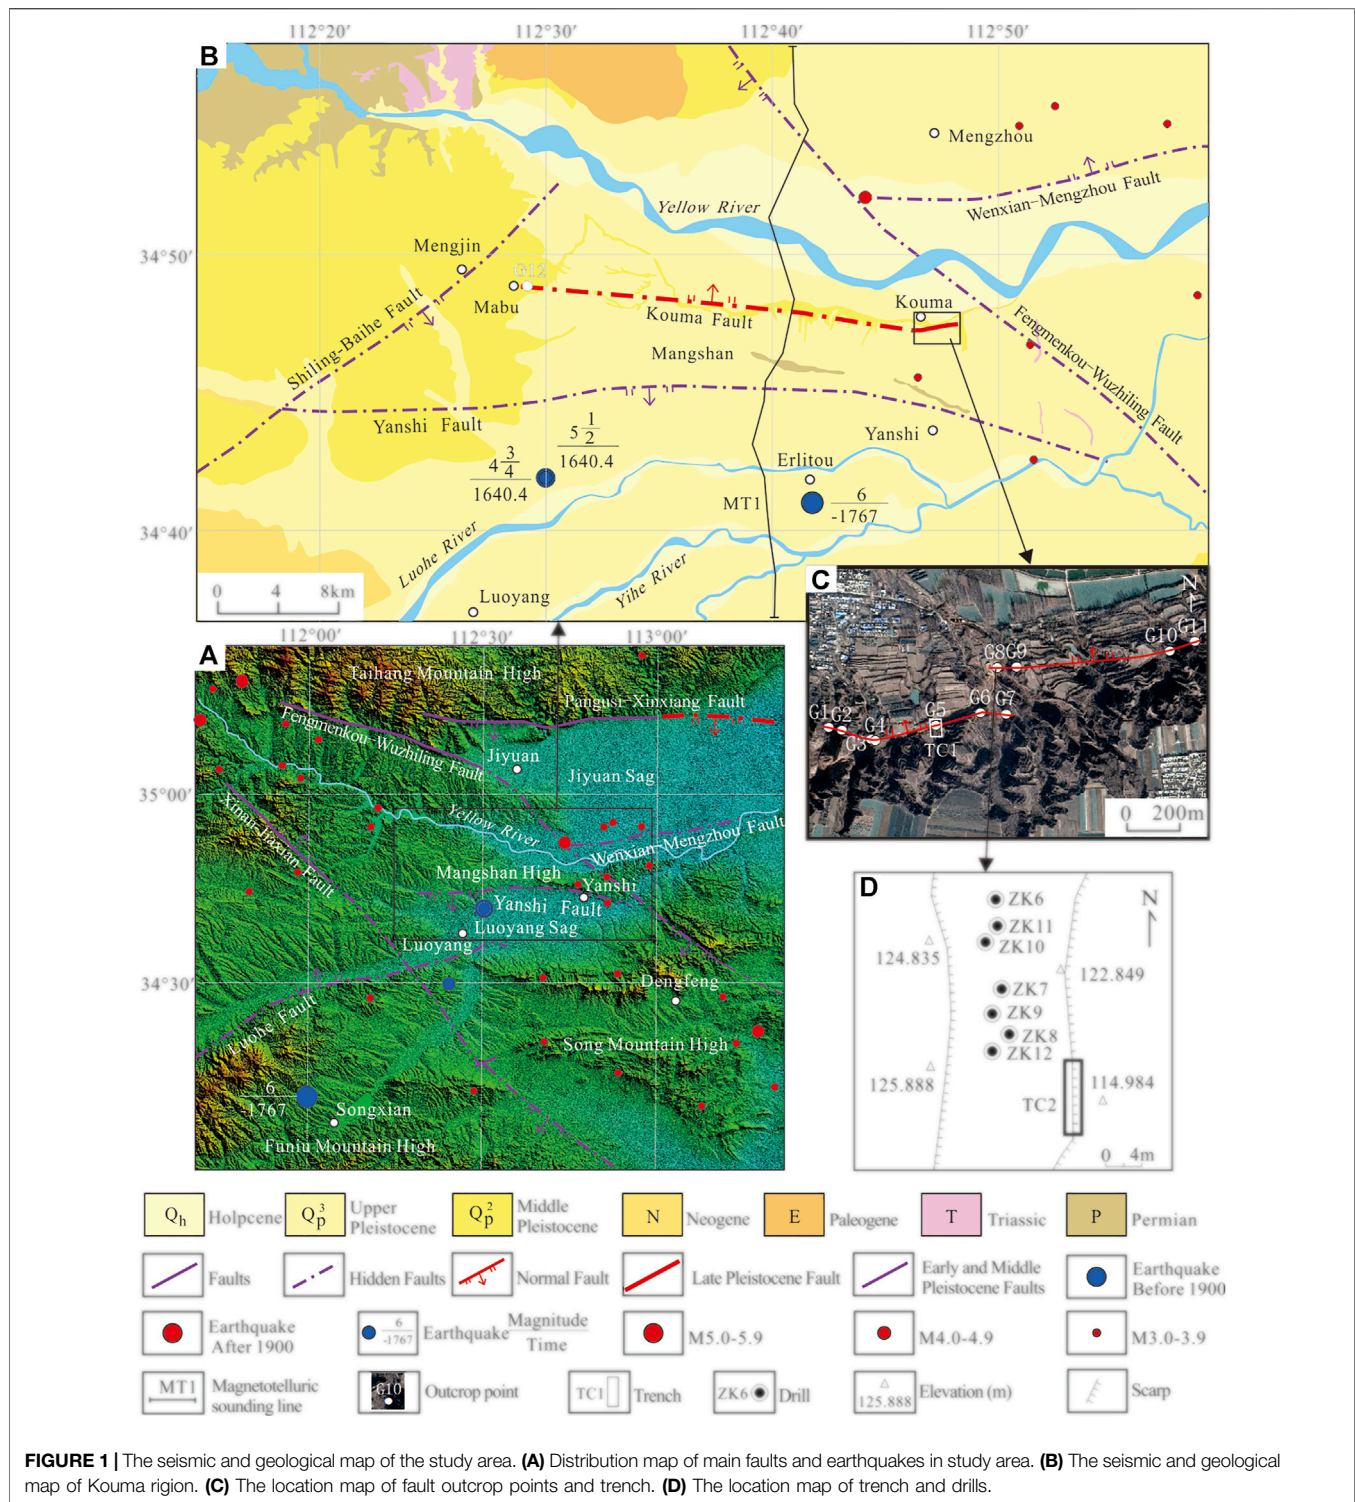 112°20′ 112°30′ 112°40′ 112°50′
B
Mengzhou
Wenxian-Mengzhou Fault
Yellow River
Mengjin
34°50′
G12
Mabu
Kouma Fault
Kouma
Shiling-Baihe Fault
Mangshan
Fengmenkou-Wuzhiling Fault
Yanshi Fault
Yanshi
5 1/2
1640.4
4 3/4
1640.4
Erlitou
MT1
6
-1767
34°40′
Luohe River
Yihe River
0 4 8km
Luoyang
C
N
G11
G10
G8G9
G6 G7
G5
G1 G2
G4
G3
TC1
0 200m
112°00′ 112°30′ 113°00′
A
Taihang Mountain High
Pangusi-Xinxiang Fault
Fengmenkou-Wuzhiling Fault
Jiyuan
Jiyuan Sag
35°00′
Xinan-Jiaxian Fault
Yellow River
Wenxian-Mengzhou Fault
Mangshan High
Yanshi
Yanshi Fault
Luoyang Sag
Luoyang
34°30′
Dengfeng
Luohe Fault
Song Mountain High
6
-1767
Songxian
Funiu Mountain High
D
N
ZK6
ZK11
ZK10
124.835
122.849
ZK7
ZK9
ZK8
ZK12
125.888
114.984
TC2
0 4m
Qh Holpcene
Qp3 Upper Pleistocene
Qp2 Middle Pleistocene
N Neogene
E Paleogene
T Triassic
P Permian
Faults
Hidden Faults
Normal Fault
Late Pleistocene Fault
Early and Middle Pleistocene Faults
Earthquake Before 1900
Earthquake After 1900
6
-1767
Earthquake Magnitude
Time
M5.0-5.9
M4.0-4.9
M3.0-3.9
MT1 Magnetotelluric sounding line
G10 Outcrop point
TC1 Trench
ZK6 Drill
125.888 Elevation (m)
Scarp
FIGURE 1 | The seismic and geological map of the study area. (A) Distribution map of main faults and earthquakes in study area. (B) The seismic and geological
map of Kouma rigion. (C) The location map of fault outcrop points and trench. (D) The location map of trench and drills.